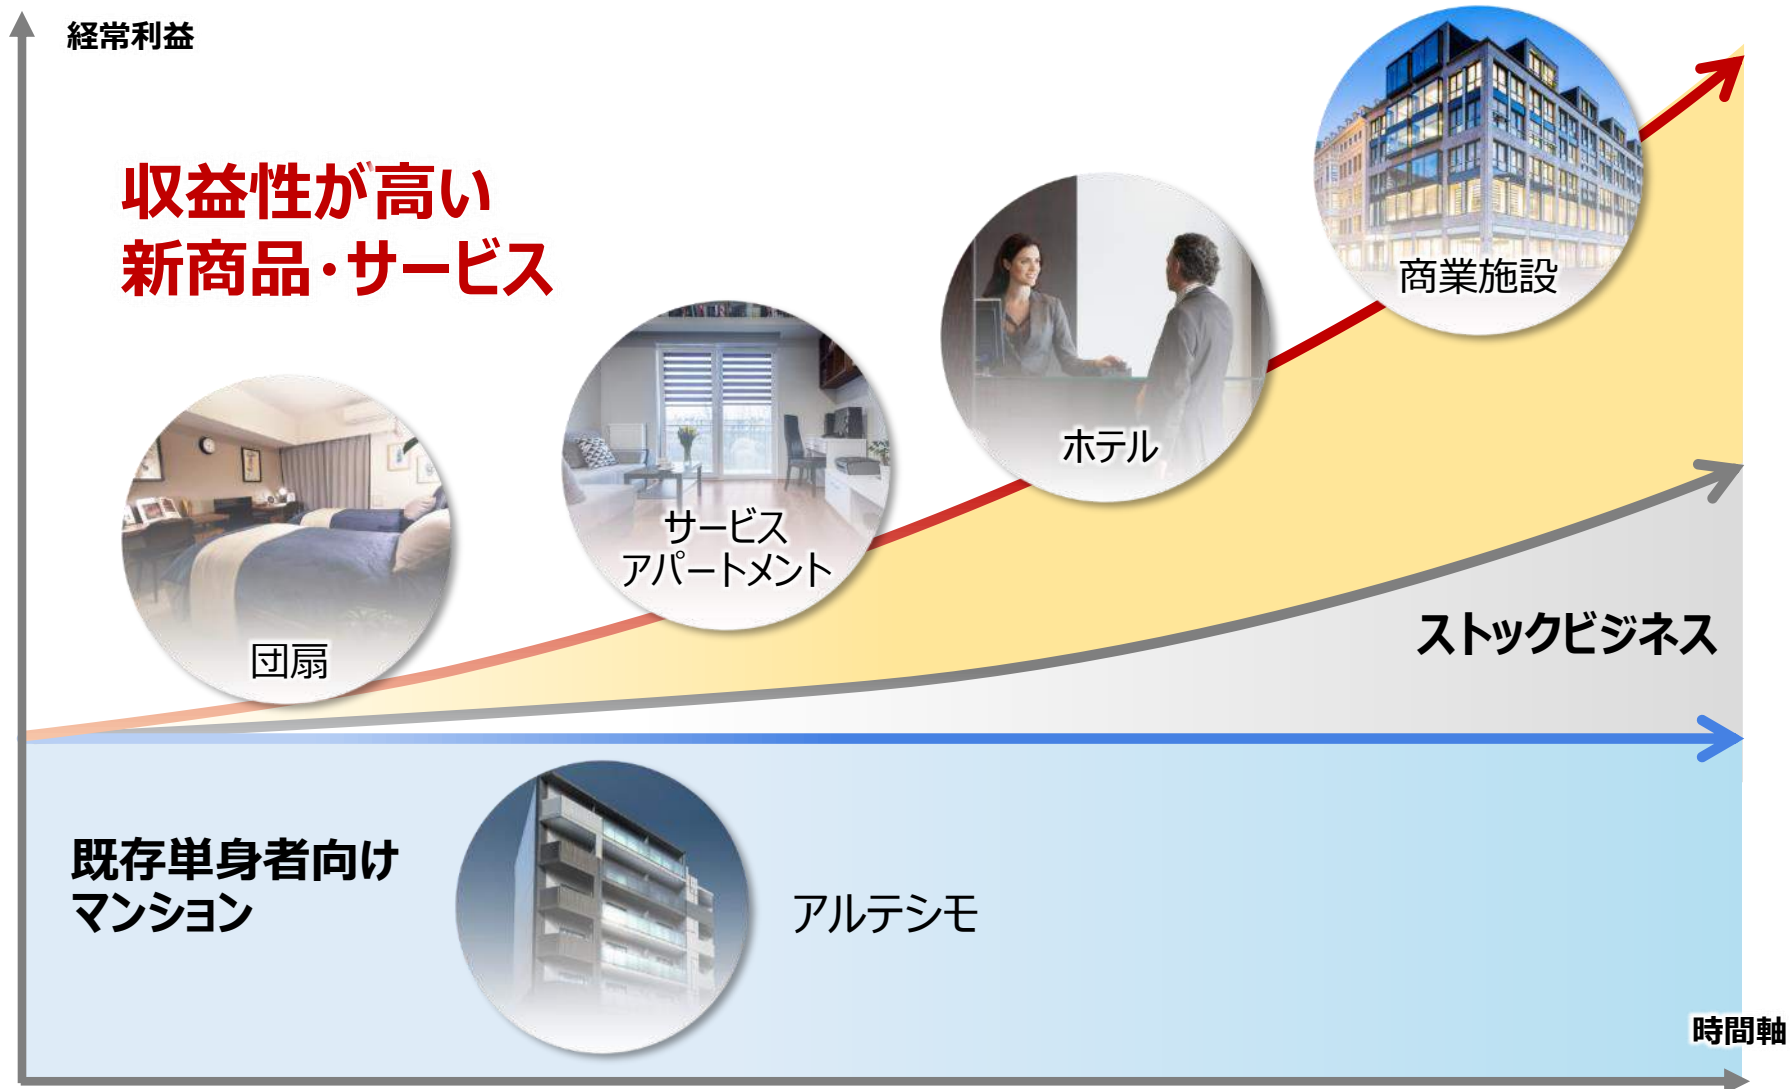 経常利益
収益性が高い
新商品・サービス
商業施設
ホテル
サービス
アパートメント
団扇
ストックビジネス
既存単身者向け
マンション
アルテシモ
時間軸